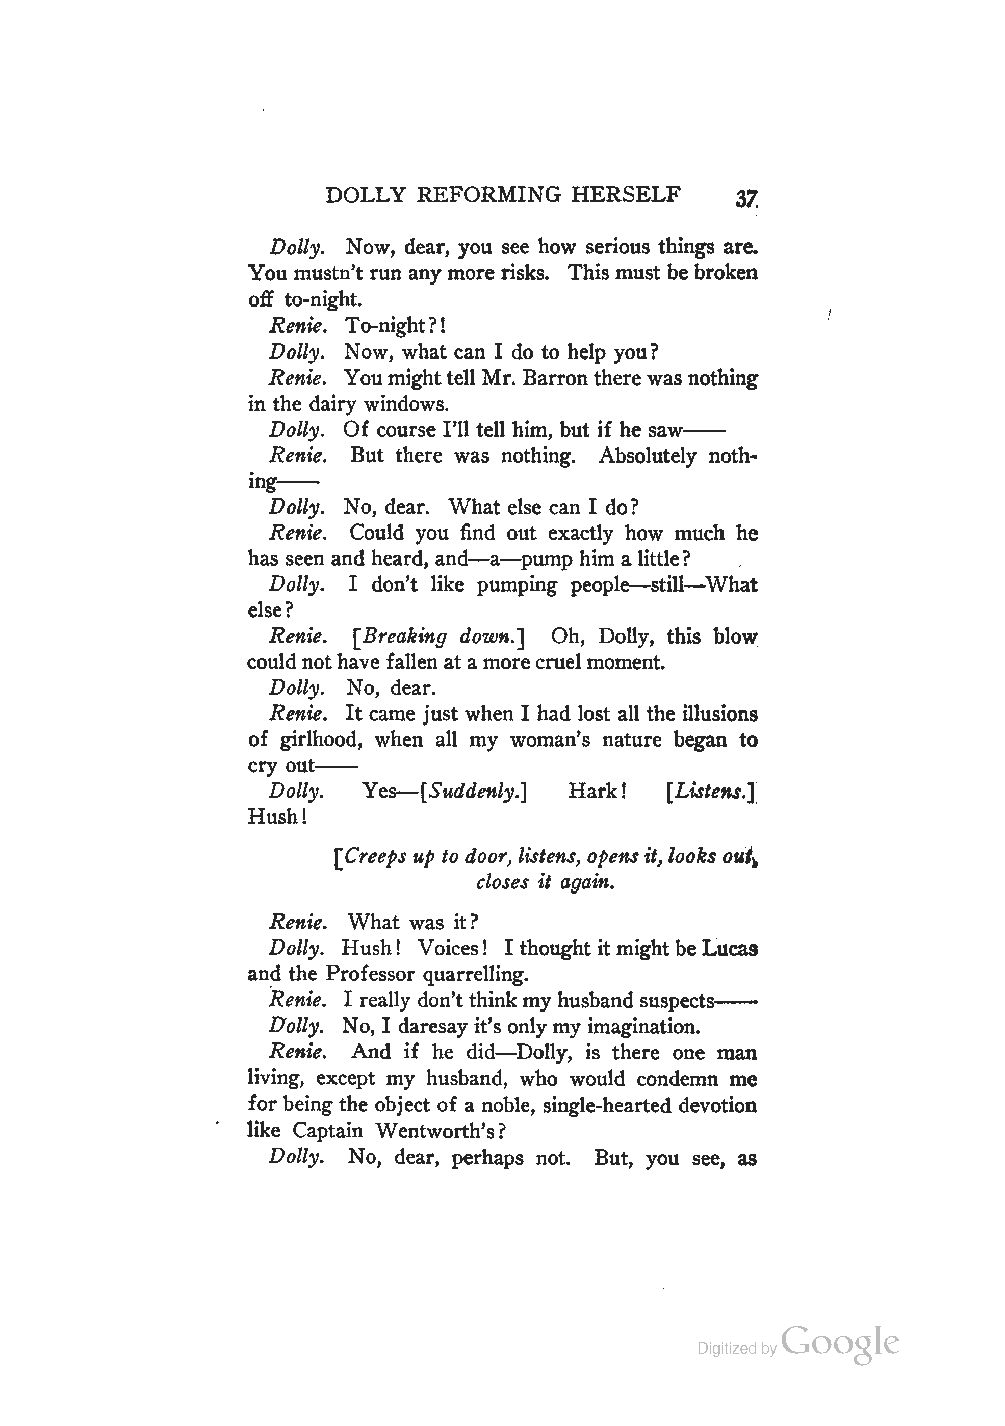 DOLLY REFORMING HERSELF 37
Dolly. Now, dear, you see how serious things are.
You mustn't run any more risks. This must be broken
off to-night.
Renie. To-night?!
Dolly. Now, what can I do to help you?
Renie. You might tell Mr. Barron there was nothing
in the dairy windows.
Dolly. Of course I'll tell him, but if he saw——
Renie. But there was nothing. Absolutely noth-
ing——
Dolly. No, dear. What else can I do?
Renie. Could you find out exactly how much he
has seen and heard, and—a—pump him a little?
Dolly. I don't like pumping people—still—What
else?
Renie. [Breaking down.] Oh, Dolly, this blow
could not have fallen at a more cruel moment.
Dolly. No, dear.
Renie. It came just when I had lost all the illusions
of girlhood, when all my woman's nature began to
cry out——
Dolly. Yes—[Suddenly.] Hark! [Listens.]
Hush!
[Creeps up to door, listens, opens it, looks out,
closes it again.
Renie. What was it?
Dolly. Hush! Voices! I thought it might be Lucas
and the Professor quarrelling.
Renie. I really don't think my husband suspects——
Dolly. No, I daresay it's only my imagination.
Renie. And if he did—Dolly, is there one man
living, except my husband, who would condemn me
for being the object of a noble, single-hearted devotion
like Captain Wentworth's?
Dolly. No, dear, perhaps not. But, you see, as
Digitized by Google